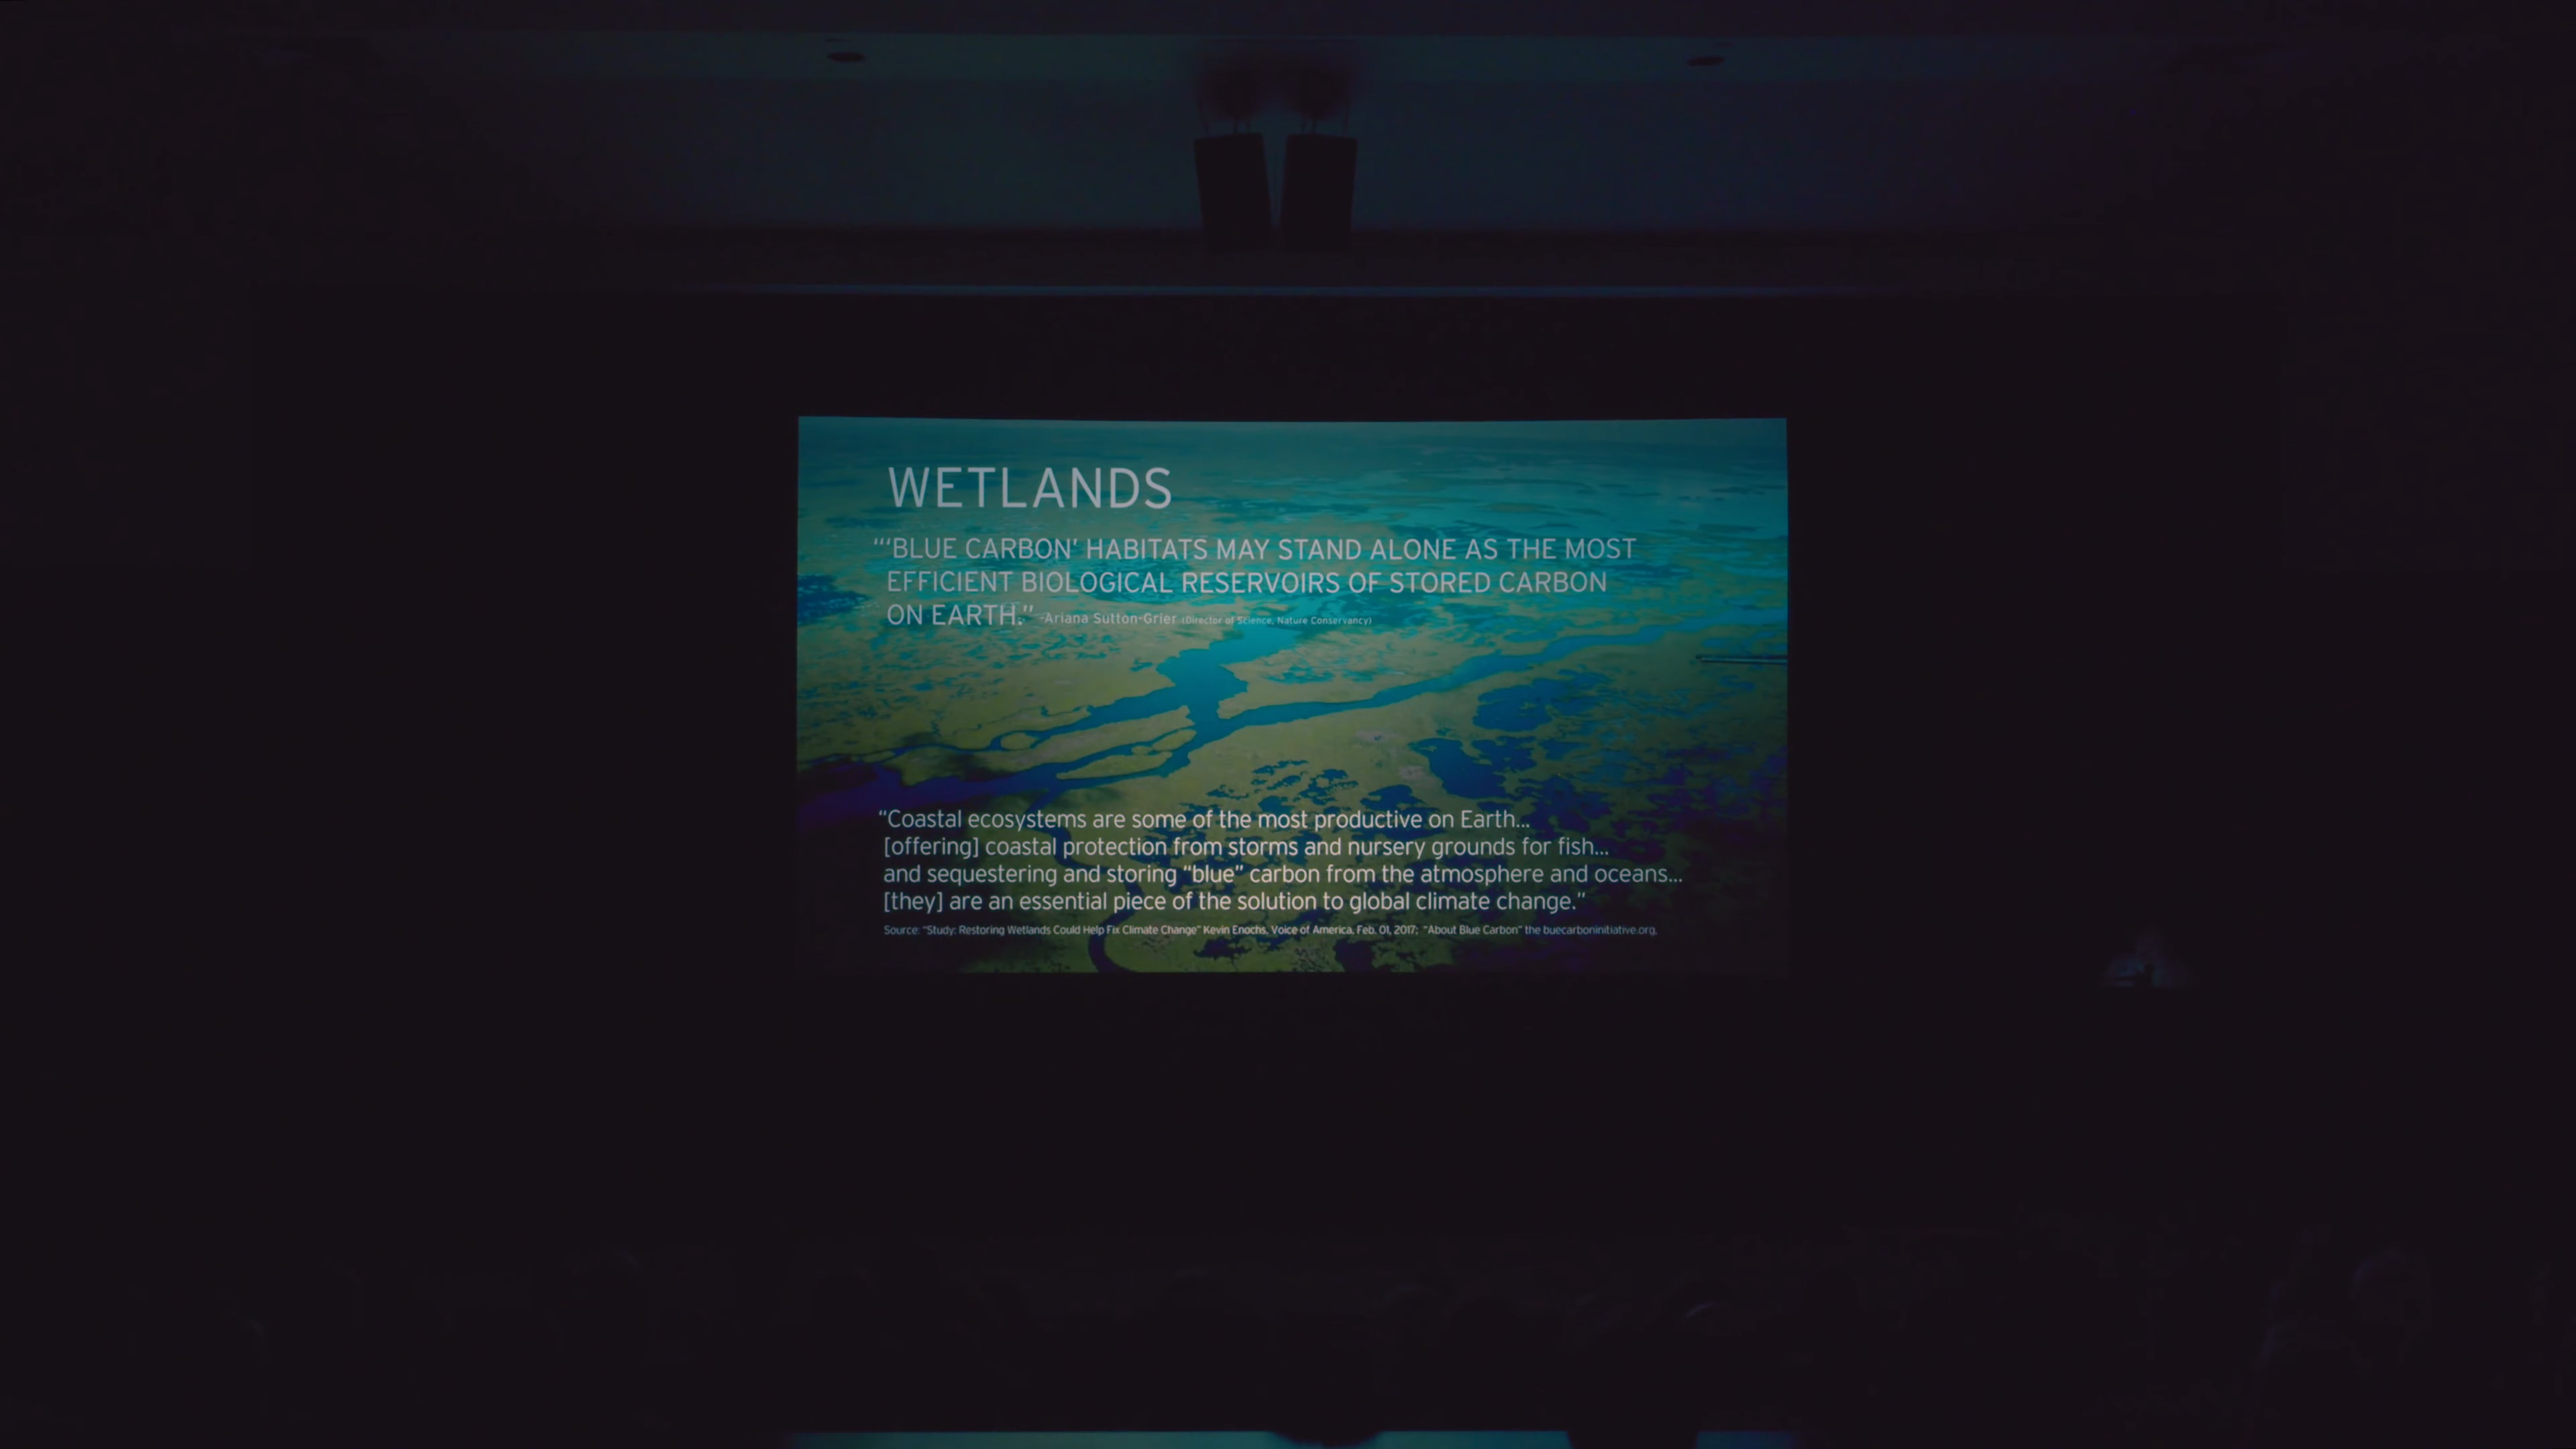 WETLANDS
“‘BLUE CARBON’ HABITATS MAY STAND ALONE AS THE MOST
EFFICIENT BIOLOGICAL RESERVOIRS OF STORED CARBON
ON EARTH.” -Ariana Sutton-Grier (Director of Science, Nature Conservancy)
“Coastal ecosystems are some of the most productive on Earth...
[offering] coastal protection from storms and nursery grounds for fish...
and sequestering and storing “blue” carbon from the atmosphere and oceans...
[they] are an essential piece of the solution to global climate change.”
Source: “Study: Restoring Wetlands Could Help Fix Climate Change” Kevin Enochs, Voice of America, Feb. 01, 2017; “About Blue Carbon” the buecarboninitiative.org.